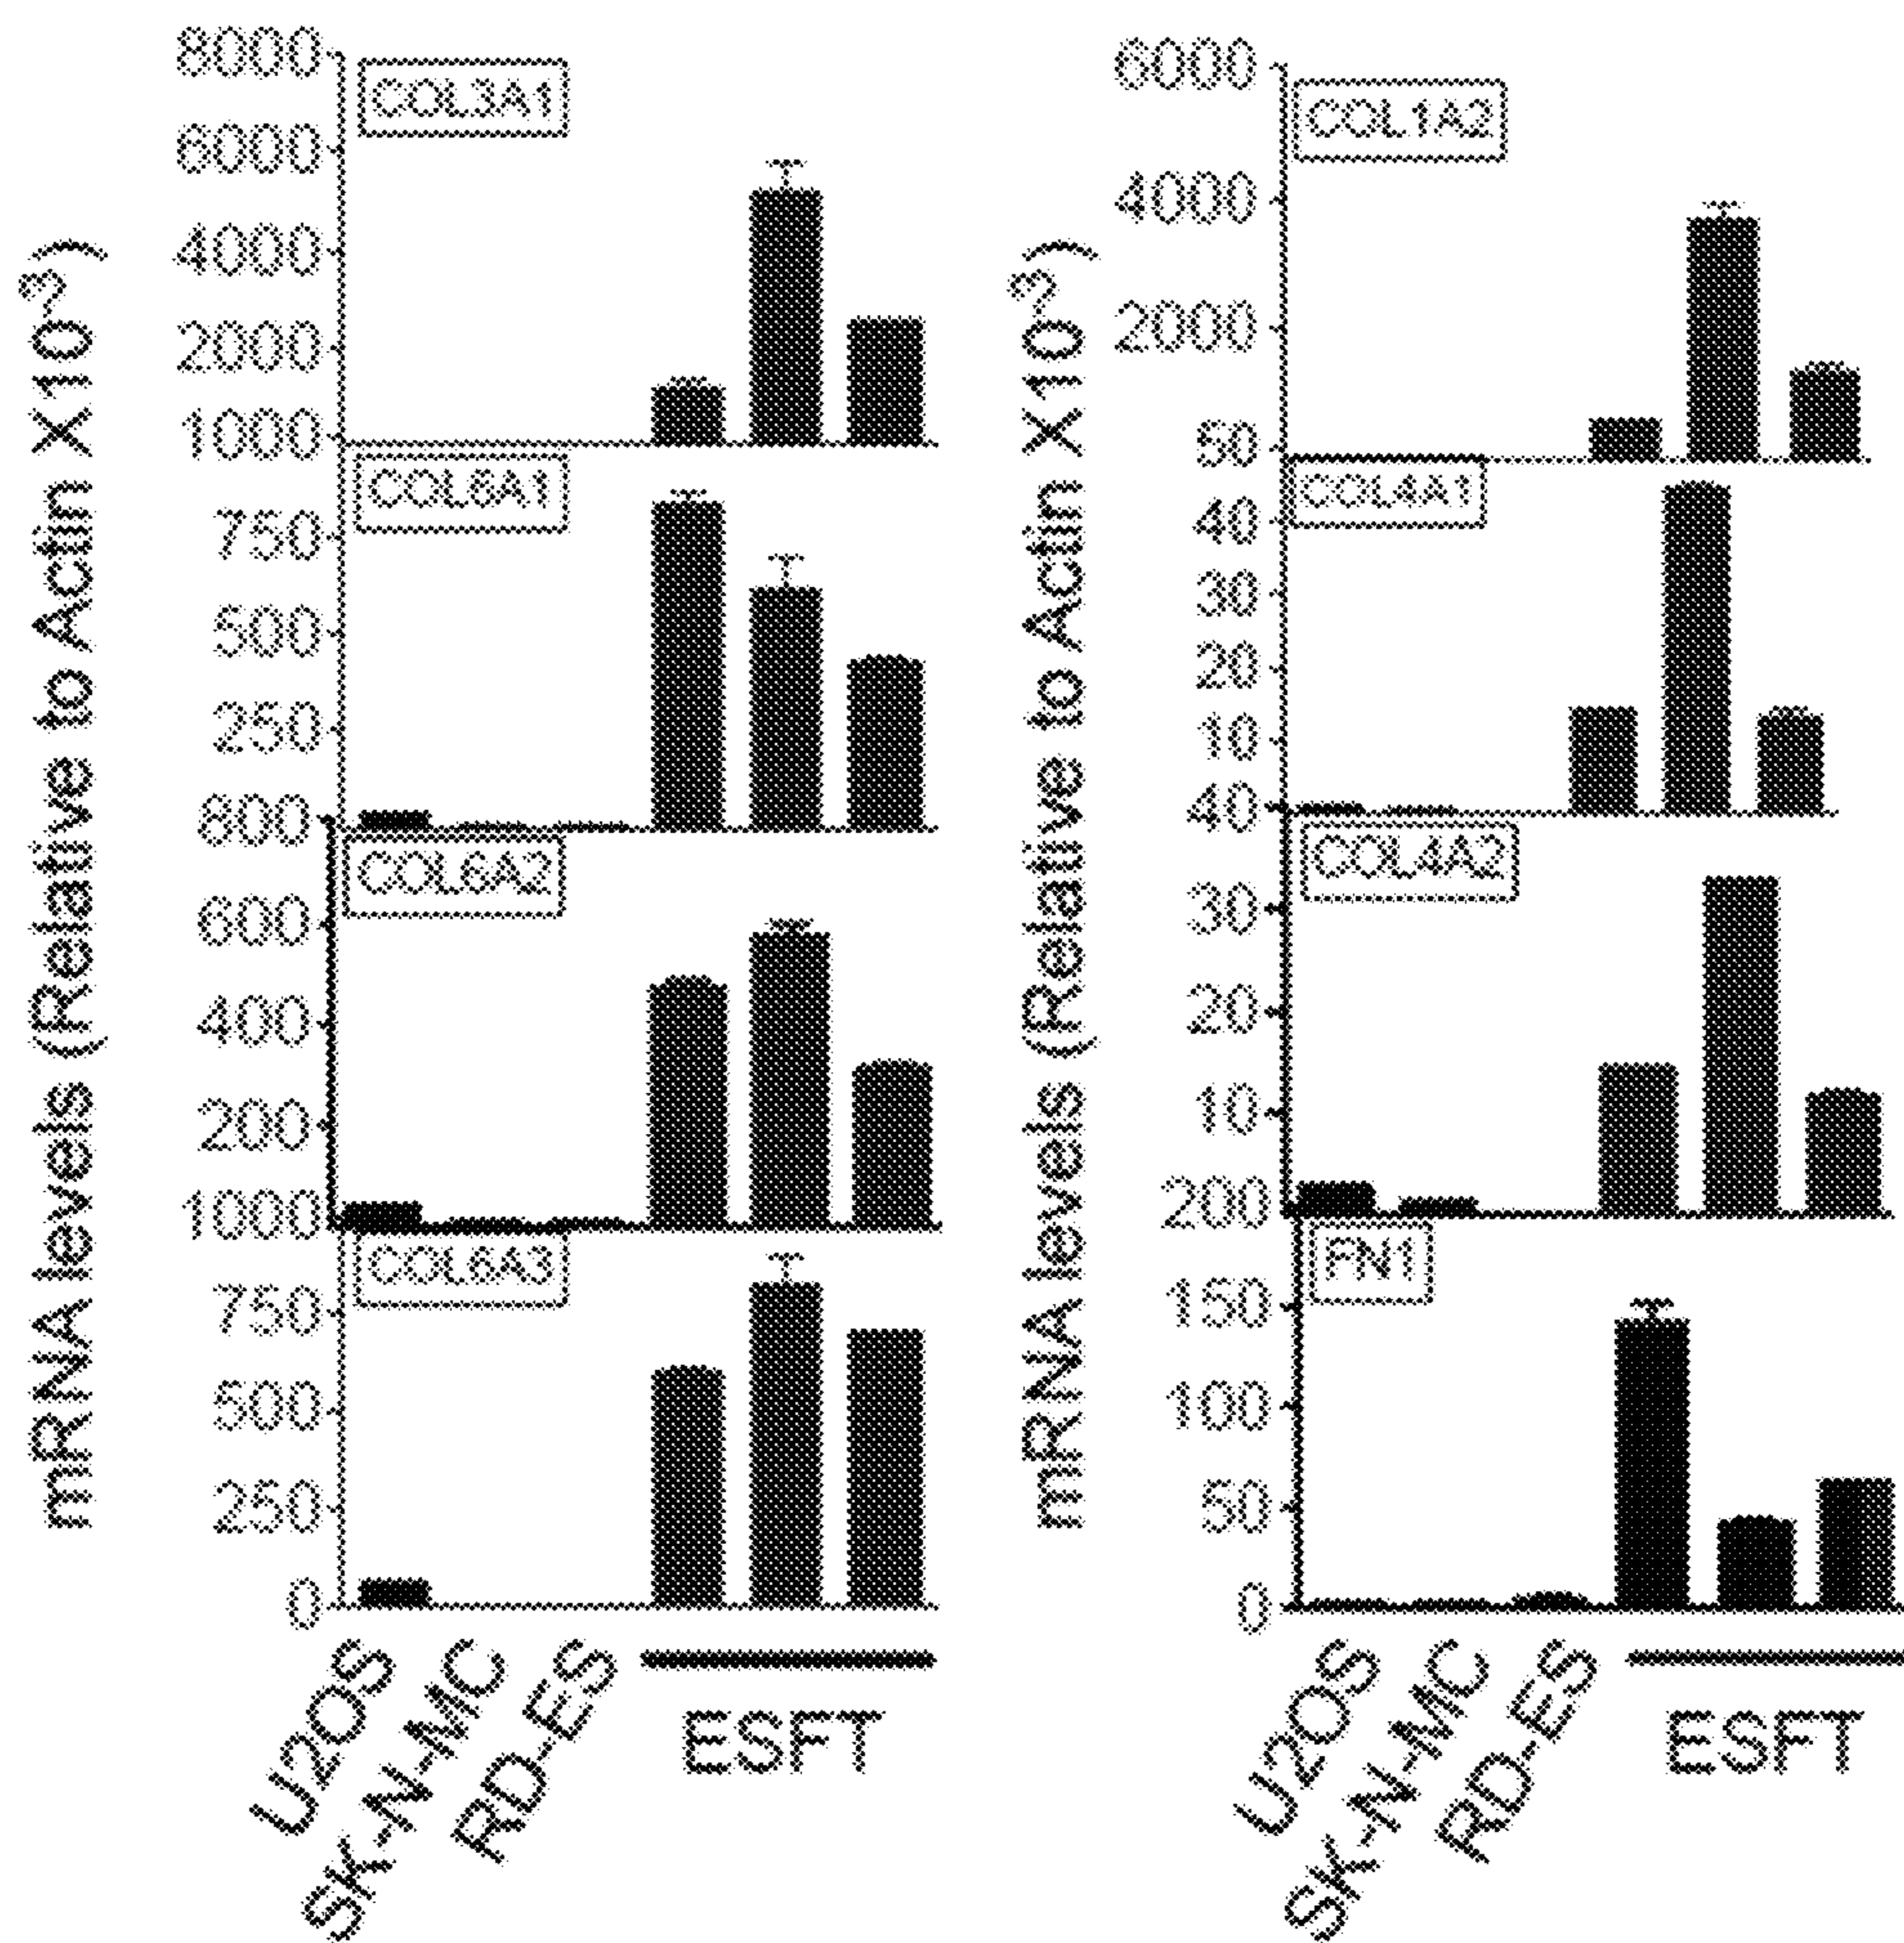 mRNA levels (Relative to Actin X10^-3)
8000
COL3A1
6000
4000
2000
1000
COL6A1
750
500
250
800
COL6A2
600
400
200
1000
COL6A3
750
500
250
0
U2OS
SK-N-MC
RD-ES
ESFT
mRNA levels (Relative to Actin X10^-3)
6000
COL1A2
4000
2000
50
COL4A1
40
30
20
10
40
COL4A2
30
20
10
200
FN1
150
100
50
0
U2OS
SK-N-MC
RD-ES
ESFT